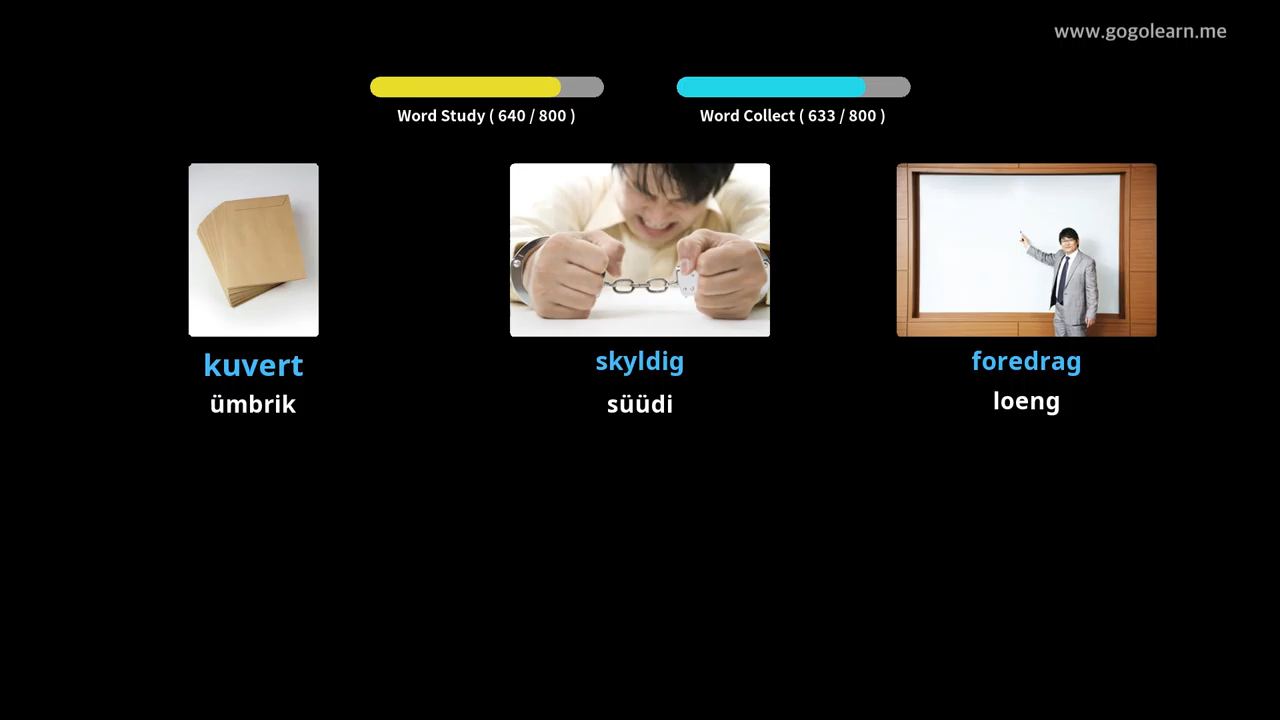 www.gogolearn.me
Word Study ( 640 / 800 )
Word Collect ( 633 / 800 )
kuvert
ümbrik
skyldig
süüdi
foredrag
loeng